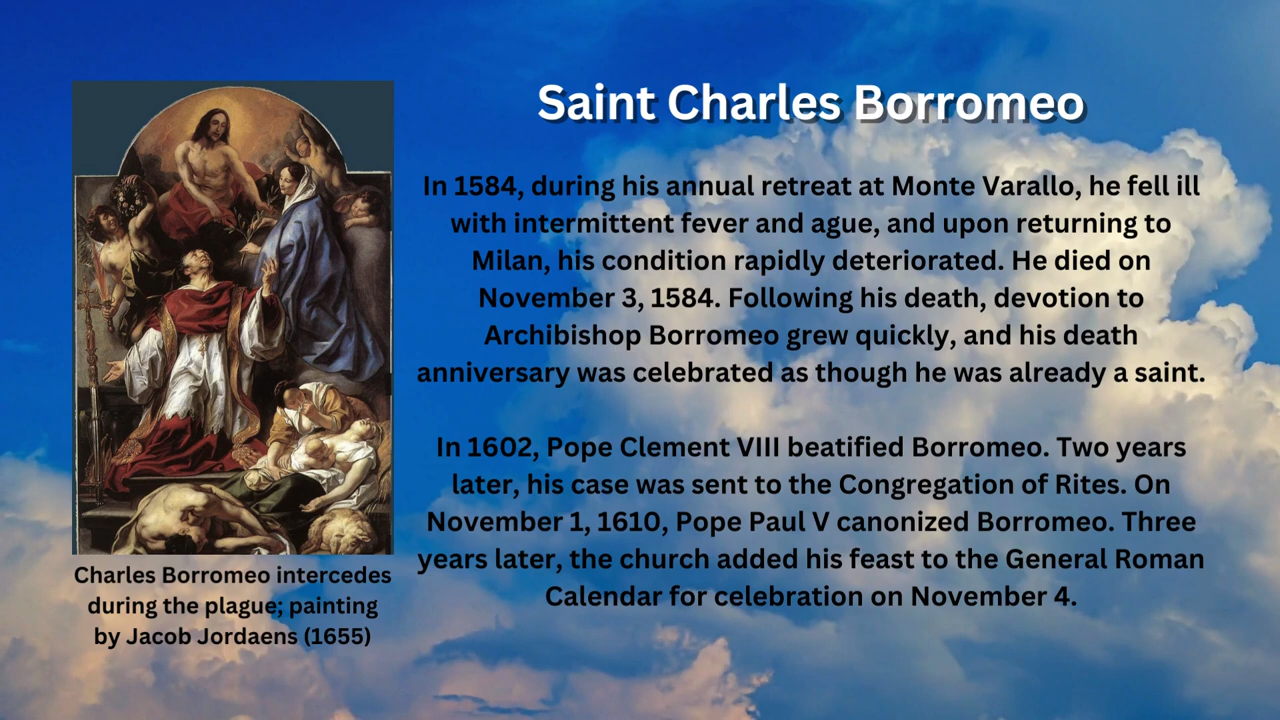 Saint Charles Borromeo
In 1584, during his annual retreat at Monte Varallo, he fell ill
with intermittent fever and ague, and upon returning to
Milan, his condition rapidly deteriorated. He died on
November 3, 1584. Following his death, devotion to
Archibishop Borromeo grew quickly, and his death
anniversary was celebrated as though he was already a saint.
In 1602, Pope Clement VIII beatified Borromeo. Two years
later, his case was sent to the Congregation of Rites. On
November 1, 1610, Pope Paul V canonized Borromeo. Three
years later, the church added his feast to the General Roman
Calendar for celebration on November 4.
Charles Borromeo intercedes
during the plague; painting
by Jacob Jordaens (1655)